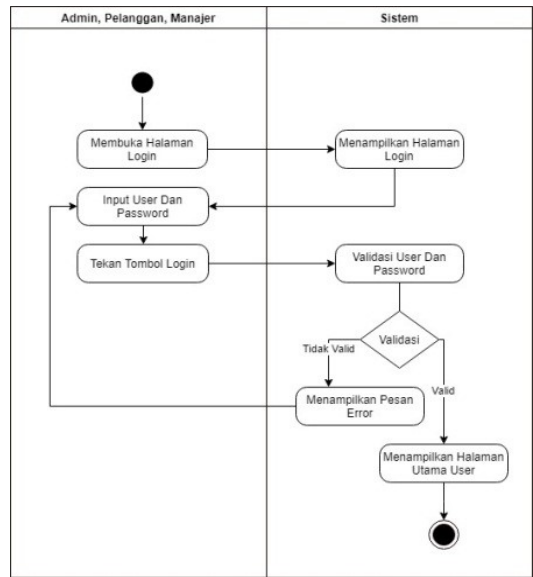 Admin, Pelanggan, Manajer
Sistem
Membuka Halaman
Login
Menampilkan Halaman
Login
Input User Dan
Password
Tekan Tombol Login
Validasi User Dan
Password
Validasi
Tidak Valid
Valid
Menampilkan Pesan
Error
Menampilkan Halaman
Utama User